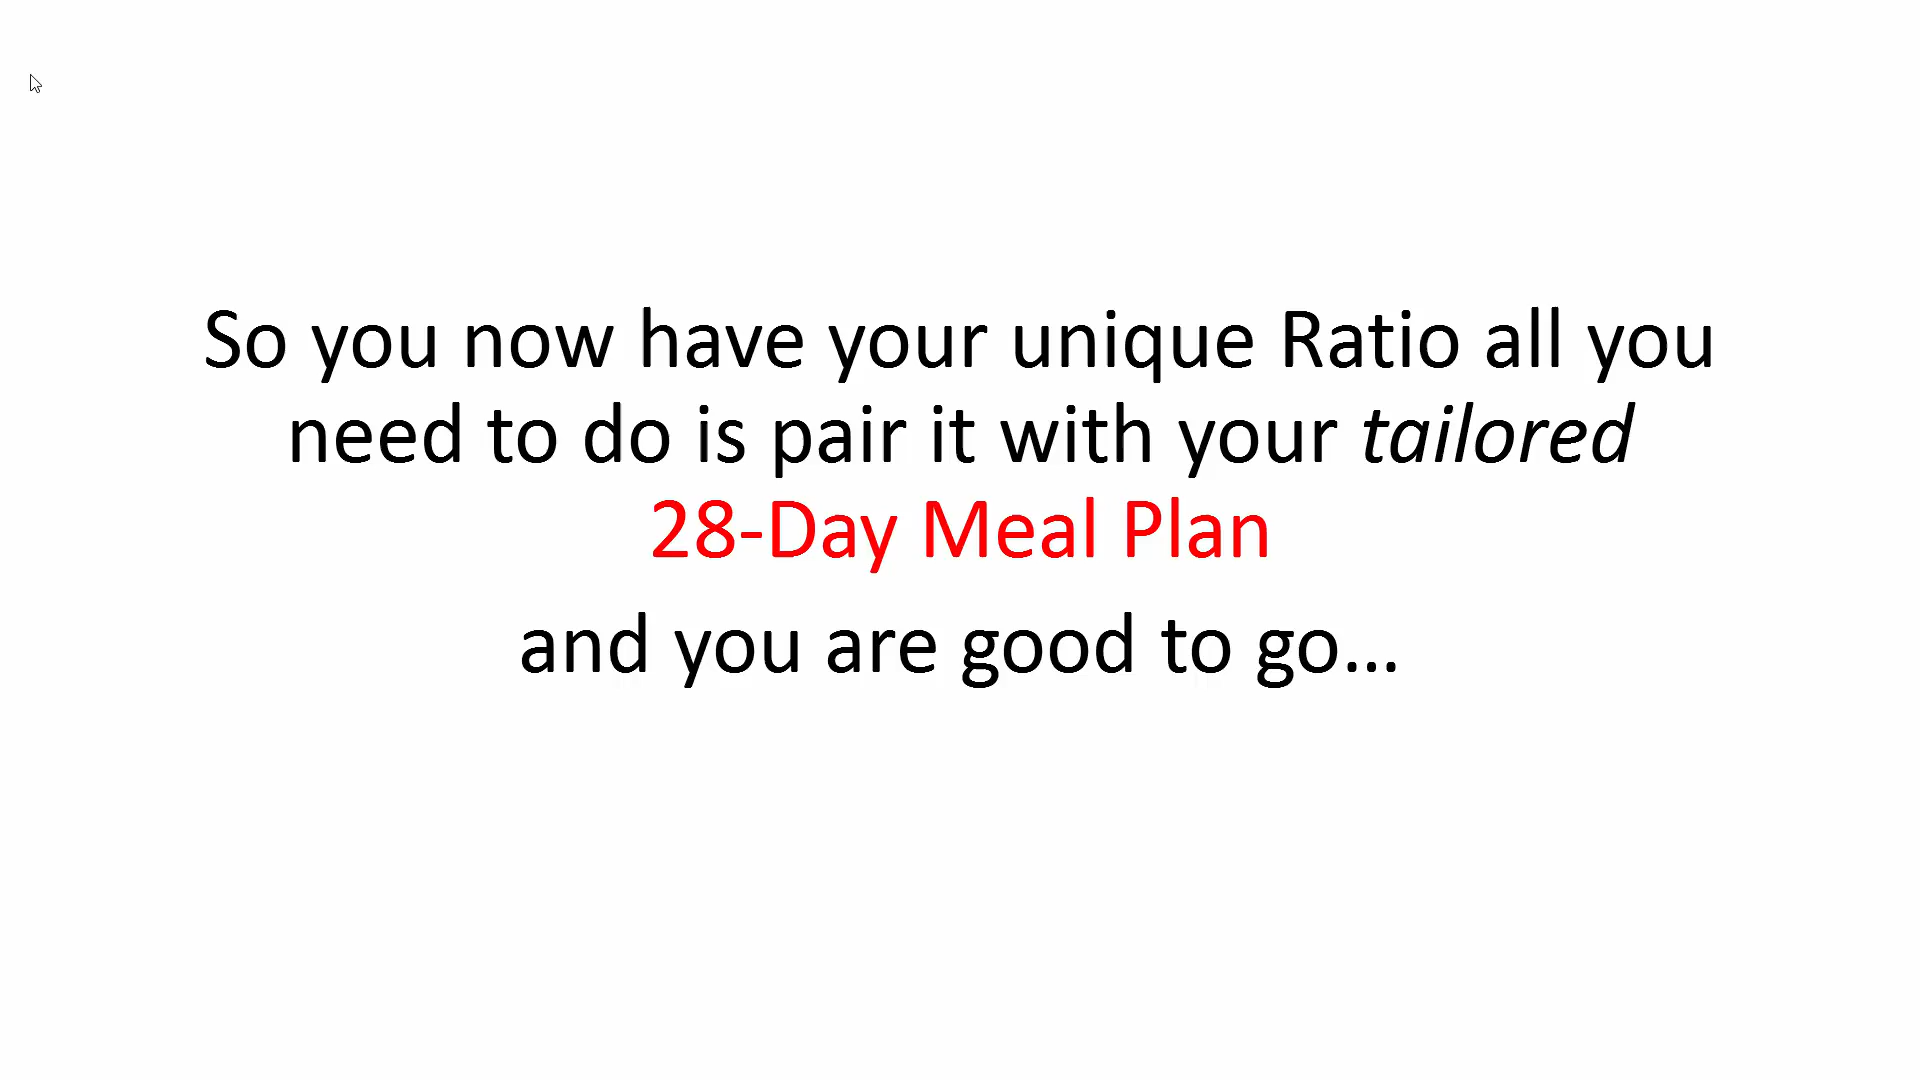 So you now have your unique Ratio all you
need to do is pair it with your tailored
28-Day Meal Plan
and you are good to go...